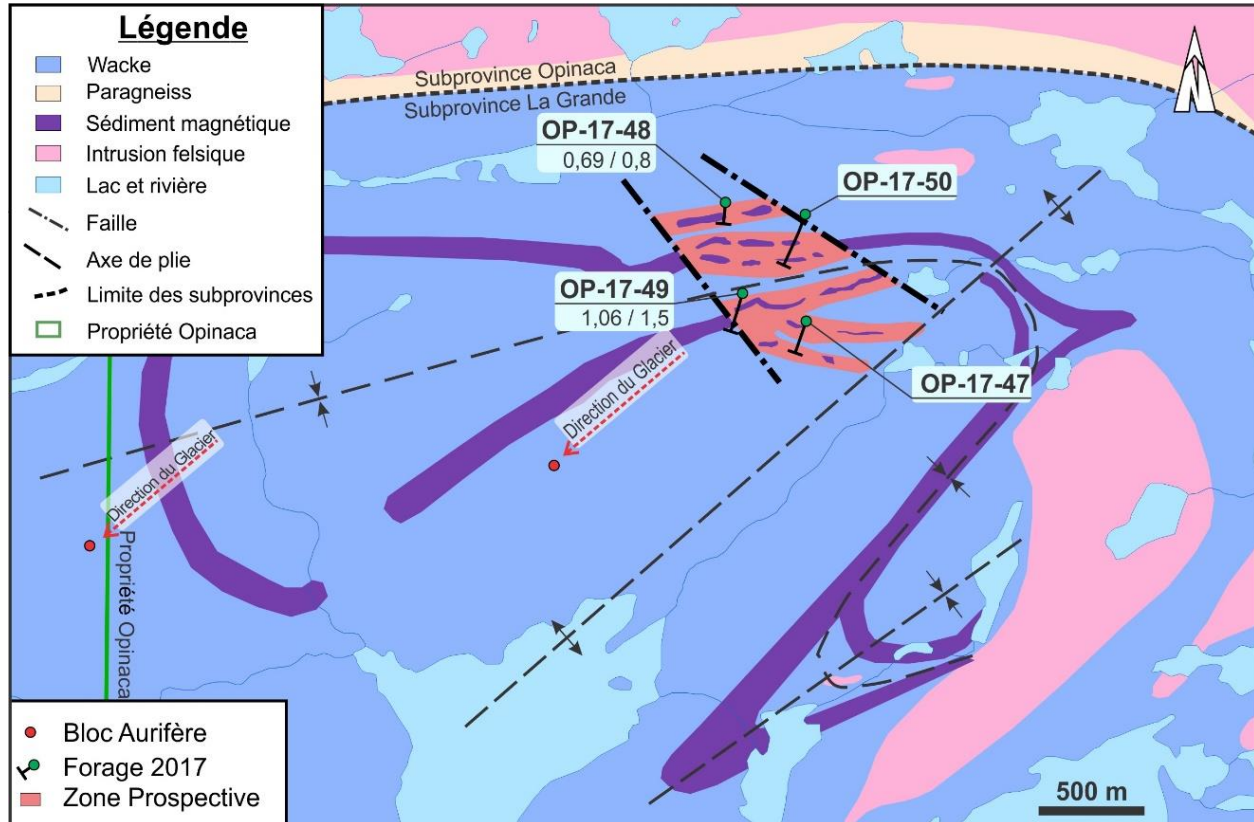 Légende
Wacke
Paragneiss
Sédiment magnétique
Intrusion felsique
Lac et rivière
Faille
Axe de plie
Limite des subprovinces
Propriété Opinaca
Subprovince Opinaca
Subprovince La Grande
N
OP-17-48
0,69 / 0,8
OP-17-50
OP-17-49
1,06 / 1,5
OP-17-47
Direction du Glacier
Direction du Glacier
Propriété Opinaca
Bloc Aurifère
Forage 2017
Zone Prospective
500 m